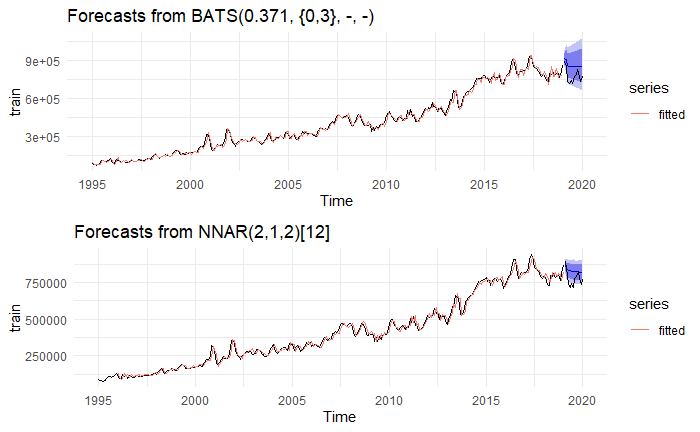 Forecasts from BATS(0.371, {0,3}, -, -)
9e+05
6e+05
3e+05
train
1995 2000 2005 2010 2015 2020
Time
series
fitted
Forecasts from NNAR(2,1,2)[12]
750000
500000
250000
train
1995 2000 2005 2010 2015 2020
Time
series
fitted